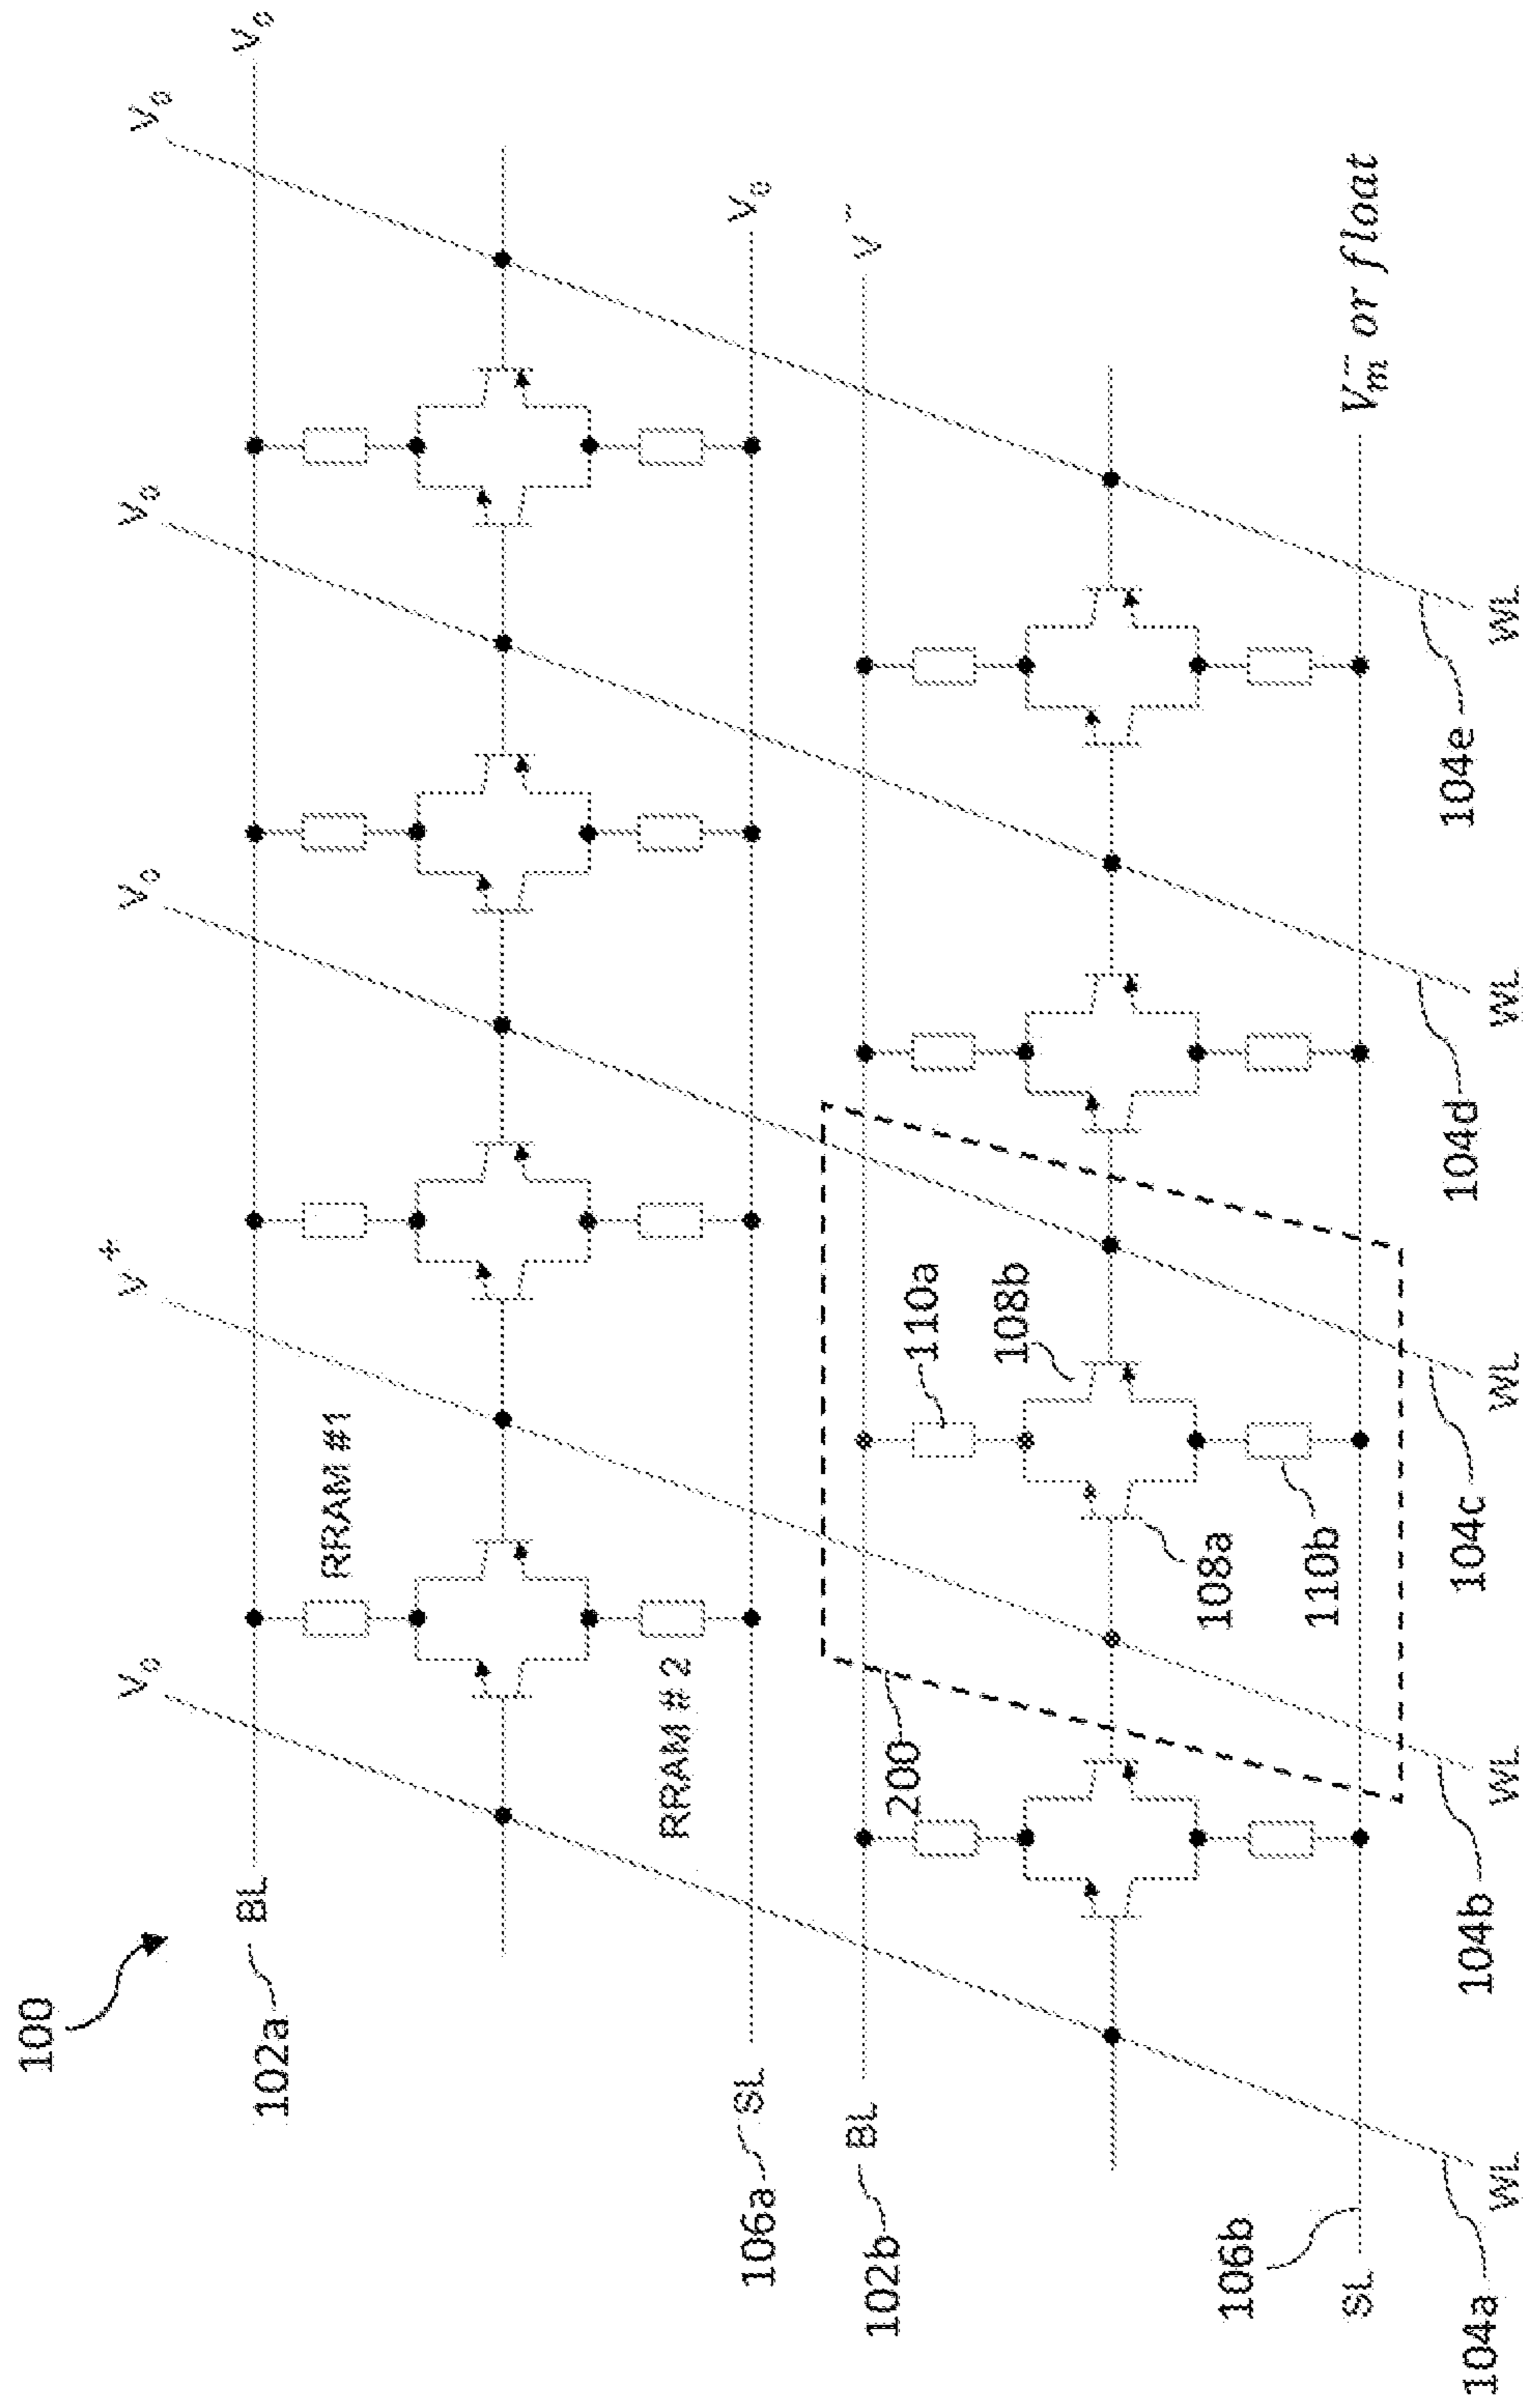 100
V₀
V₀
V₀
V⁺
V₀
V₀
102a
BL
RRAM #1
RRAM # 2
106a
SL
V₀
102b
BL
V⁻
200
110a
108b
108a
110b
106b
SL
V⁻ₘ or float
104a
WL
104b
WL
104c
WL
104d
WL
104e
WL